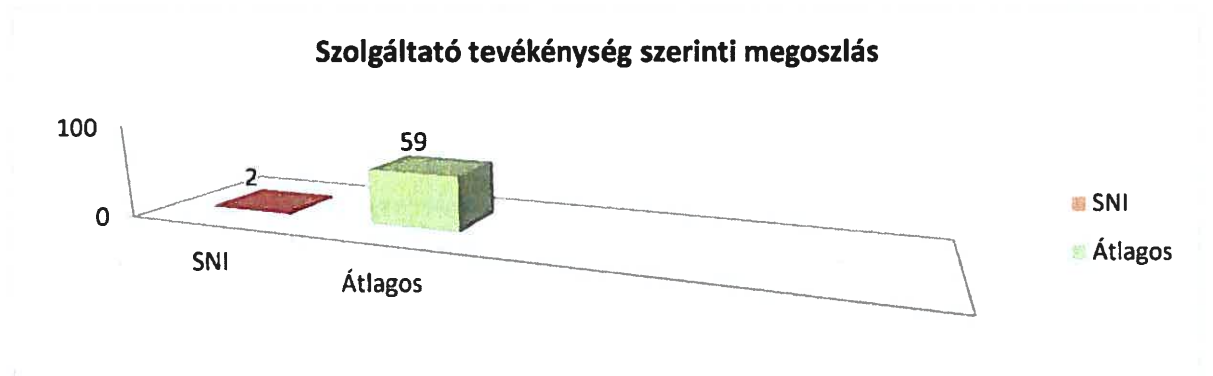 Szolgáltató tevékénység szerinti megoszlás
100
59
2
0
SNI
Átlagos
SNI
Átlagos